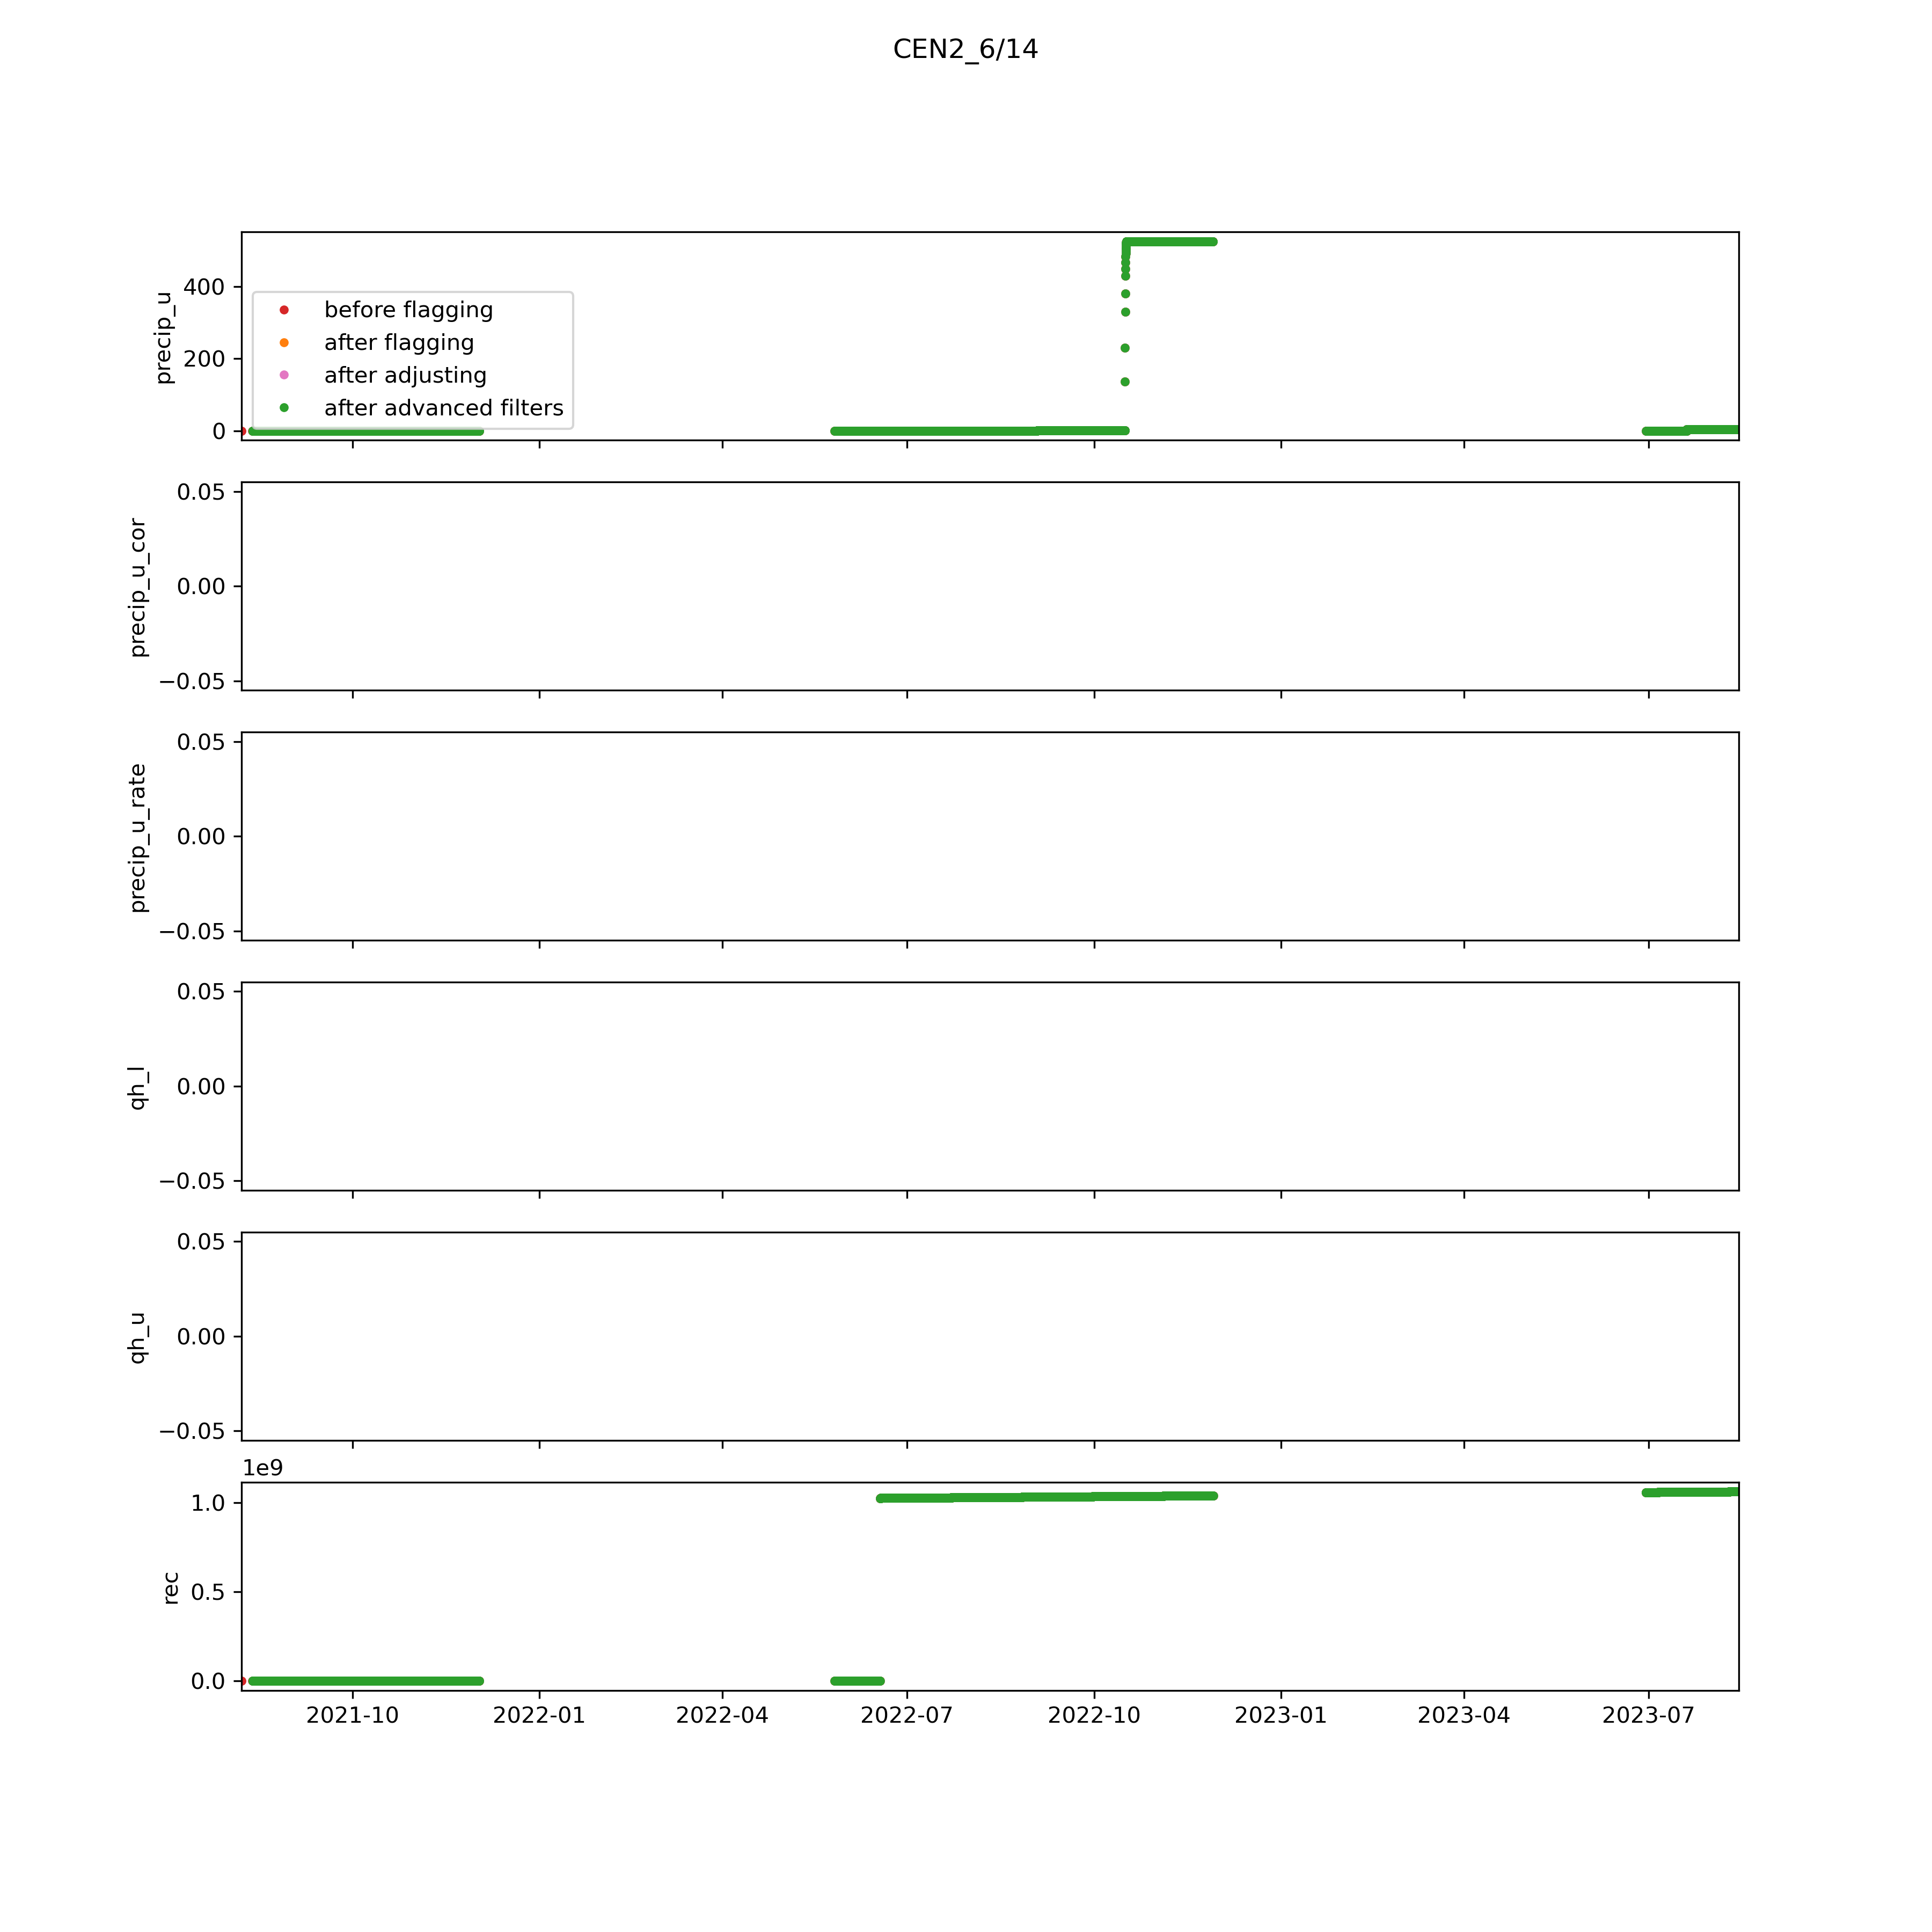 CEN2_6/14
400
200
0
precip_u
before flagging
after flagging
after adjusting
after advanced filters
0.05
0.00
−0.05
precip_u_cor
0.05
0.00
−0.05
precip_u_rate
0.05
0.00
−0.05
qh_l
0.05
0.00
−0.05
qh_u
1e9
1.0
0.5
0.0
rec
2021-10 2022-01 2022-04 2022-07 2022-10 2023-01 2023-04 2023-07